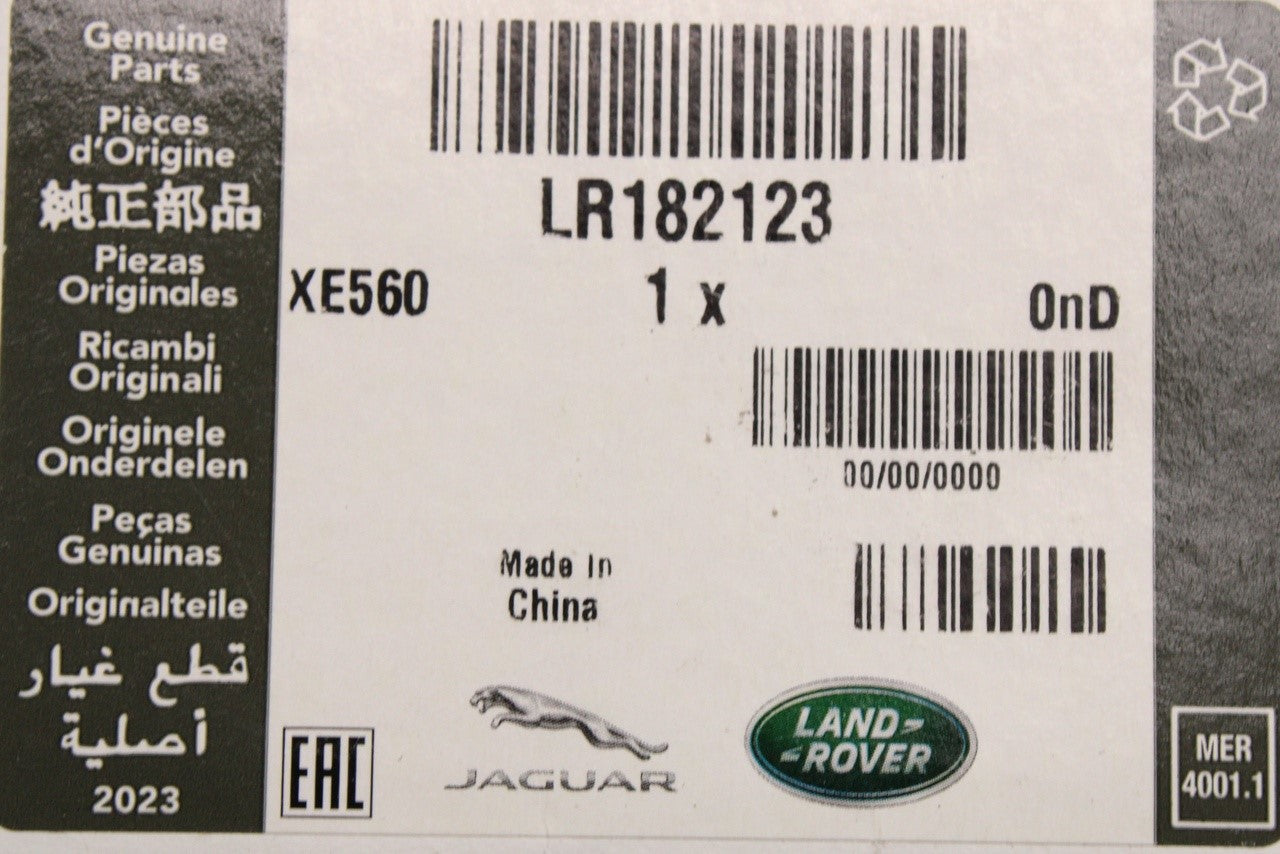 Genuine
Parts
Pièces
d'Origine
純正部品
Piezas
Originales
Ricambi
Originali
Originele
Onderdelen
Peças
Genuinas
Originalteile
قطع غيار
أصلية
2023
LR182123
XE560 1 x 0nD
00/00/0000
Made In
China
EAC
JAGUAR
LAND-
-ROVER
MER
4001.1